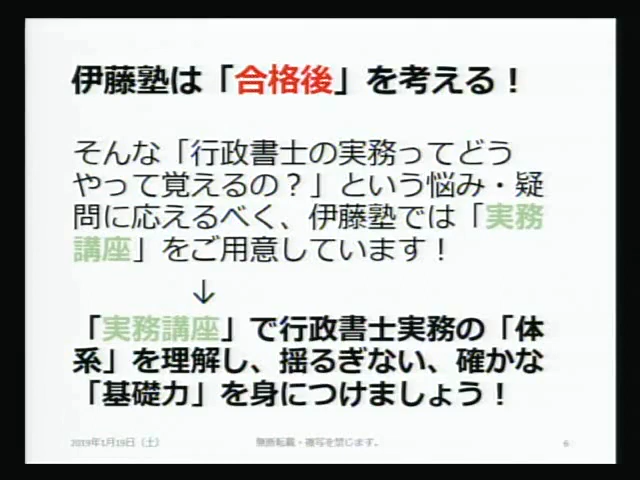 伊藤塾は「合格後」を考える！
そんな「行政書士の実務ってどう
やって覚えるの？」という悩み・疑
問に応えるべく、伊藤塾では「実務
講座」をご用意しています！
↓
「実務講座」で行政書士実務の「体
系」を理解し、揺るぎない、確かな
「基礎力」を身につけましょう！
2019年1月19日（土）
無断転載・複写を禁じます。
6